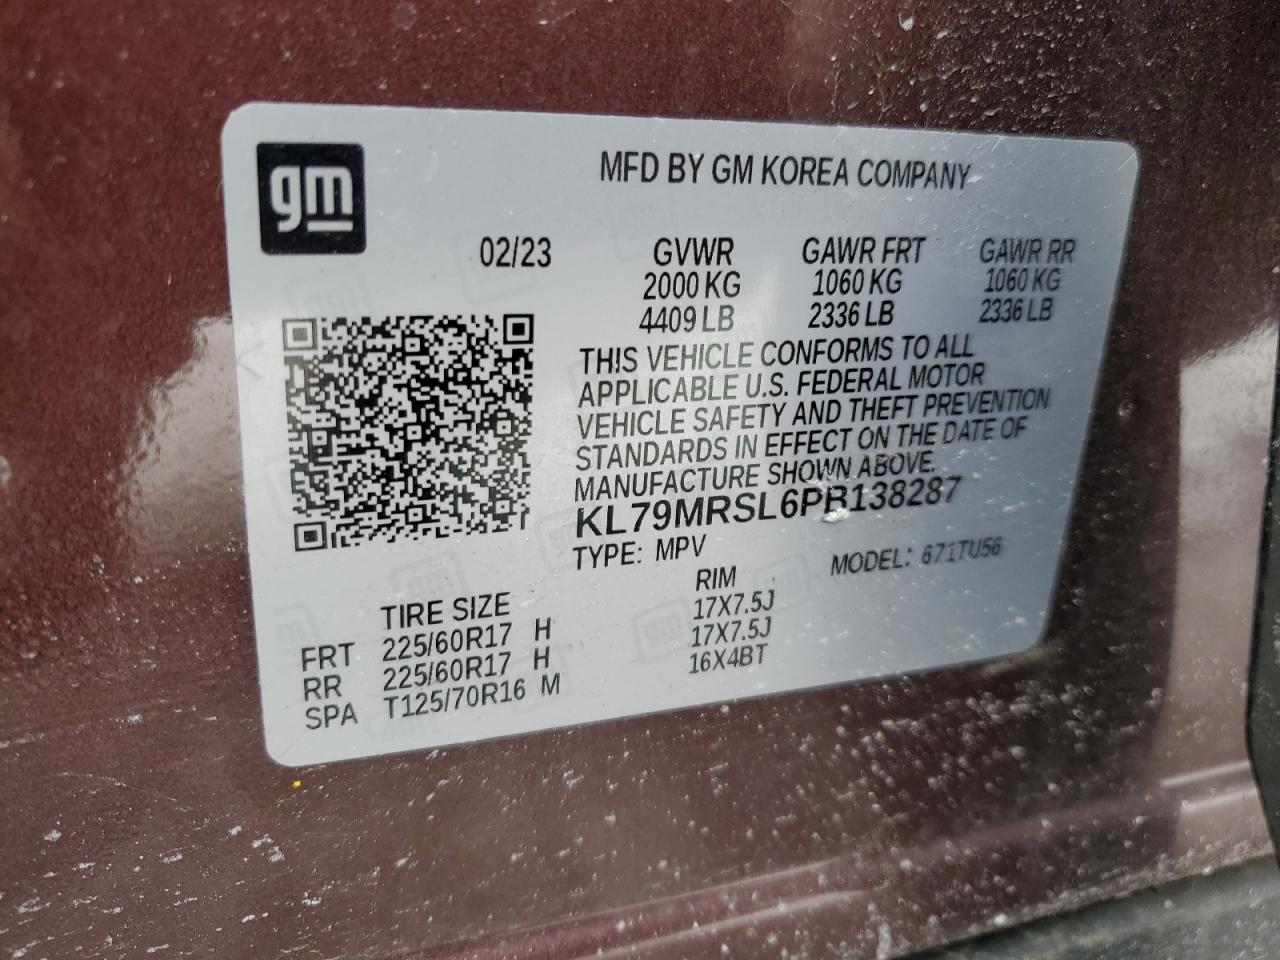 gm
MFD BY GM KOREA COMPANY
02/23 GVWR GAWR FRT GAWR RR
2000 KG 1060 KG 1060 KG
4409 LB 2336 LB 2336 LB
THIS VEHICLE CONFORMS TO ALL
APPLICABLE U.S. FEDERAL MOTOR
VEHICLE SAFETY AND THEFT PREVENTION
STANDARDS IN EFFECT ON THE DATE OF
MANUFACTURE SHOWN ABOVE.
KL79MRSL6PB138287
TYPE: MPV MODEL: 671TU56
TIRE SIZE RIM
FRT 225/60R17 H 17X7.5J
RR 225/60R17 H 17X7.5J
SPA T125/70R16 M 16X4BT